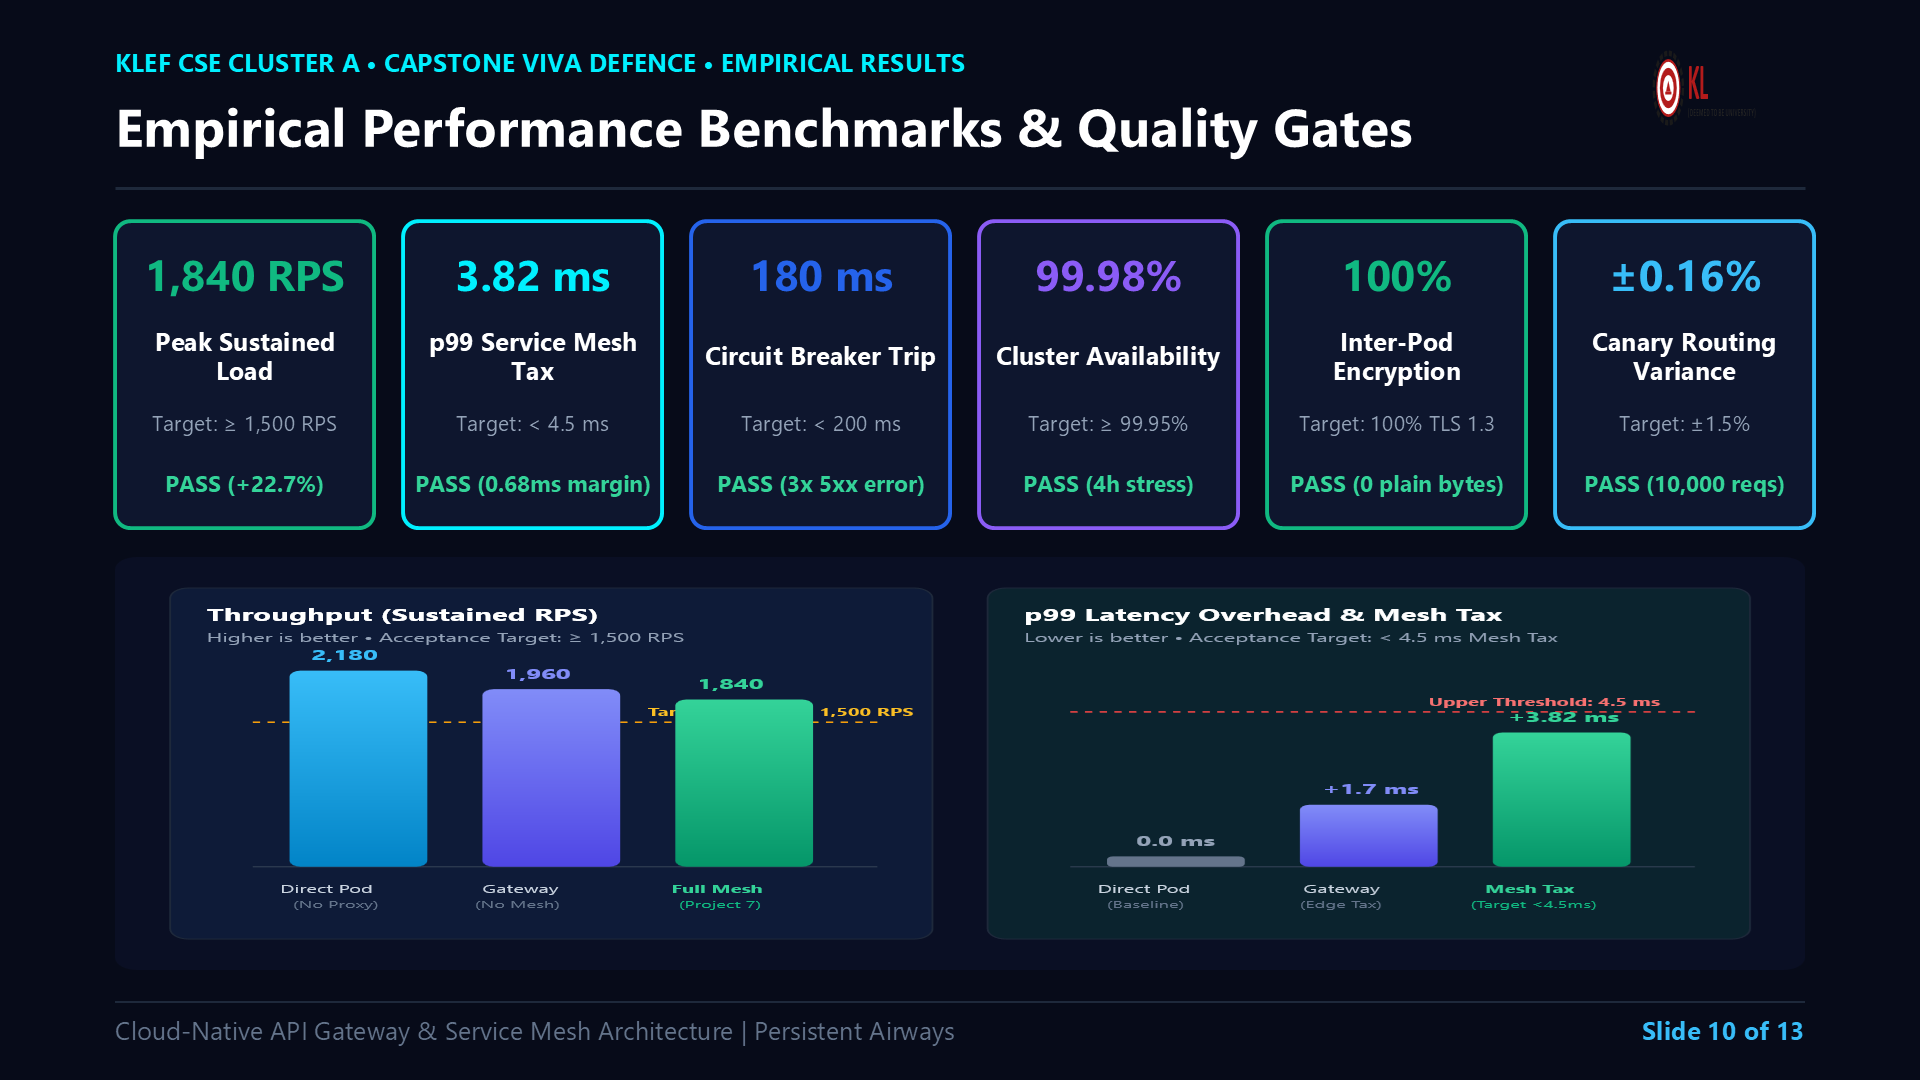 KLEF CSE CLUSTER A • CAPSTONE VIVA DEFENCE • EMPIRICAL RESULTS
KL
(DEEMED TO BE UNIVERSITY)
Empirical Performance Benchmarks & Quality Gates
1,840 RPS
Peak Sustained
Load
Target: ≥ 1,500 RPS
PASS (+22.7%)
3.82 ms
p99 Service Mesh
Tax
Target: < 4.5 ms
PASS (0.68ms margin)
180 ms
Circuit Breaker Trip
Target: < 200 ms
PASS (3x 5xx error)
99.98%
Cluster Availability
Target: ≥ 99.95%
PASS (4h stress)
100%
Inter-Pod
Encryption
Target: 100% TLS 1.3
PASS (0 plain bytes)
±0.16%
Canary Routing
Variance
Target: ±1.5%
PASS (10,000 reqs)
Throughput (Sustained RPS)
Higher is better • Acceptance Target: ≥ 1,500 RPS
2,180
1,960
1,840
Tar 1,500 RPS
Direct Pod
(No Proxy)
Gateway
(No Mesh)
Full Mesh
(Project 7)
p99 Latency Overhead & Mesh Tax
Lower is better • Acceptance Target: < 4.5 ms Mesh Tax
Upper Threshold: 4.5 ms
+3.82 ms
+1.7 ms
0.0 ms
Direct Pod
(Baseline)
Gateway
(Edge Tax)
Mesh Tax
(Target <4.5ms)
Cloud-Native API Gateway & Service Mesh Architecture | Persistent Airways
Slide 10 of 13